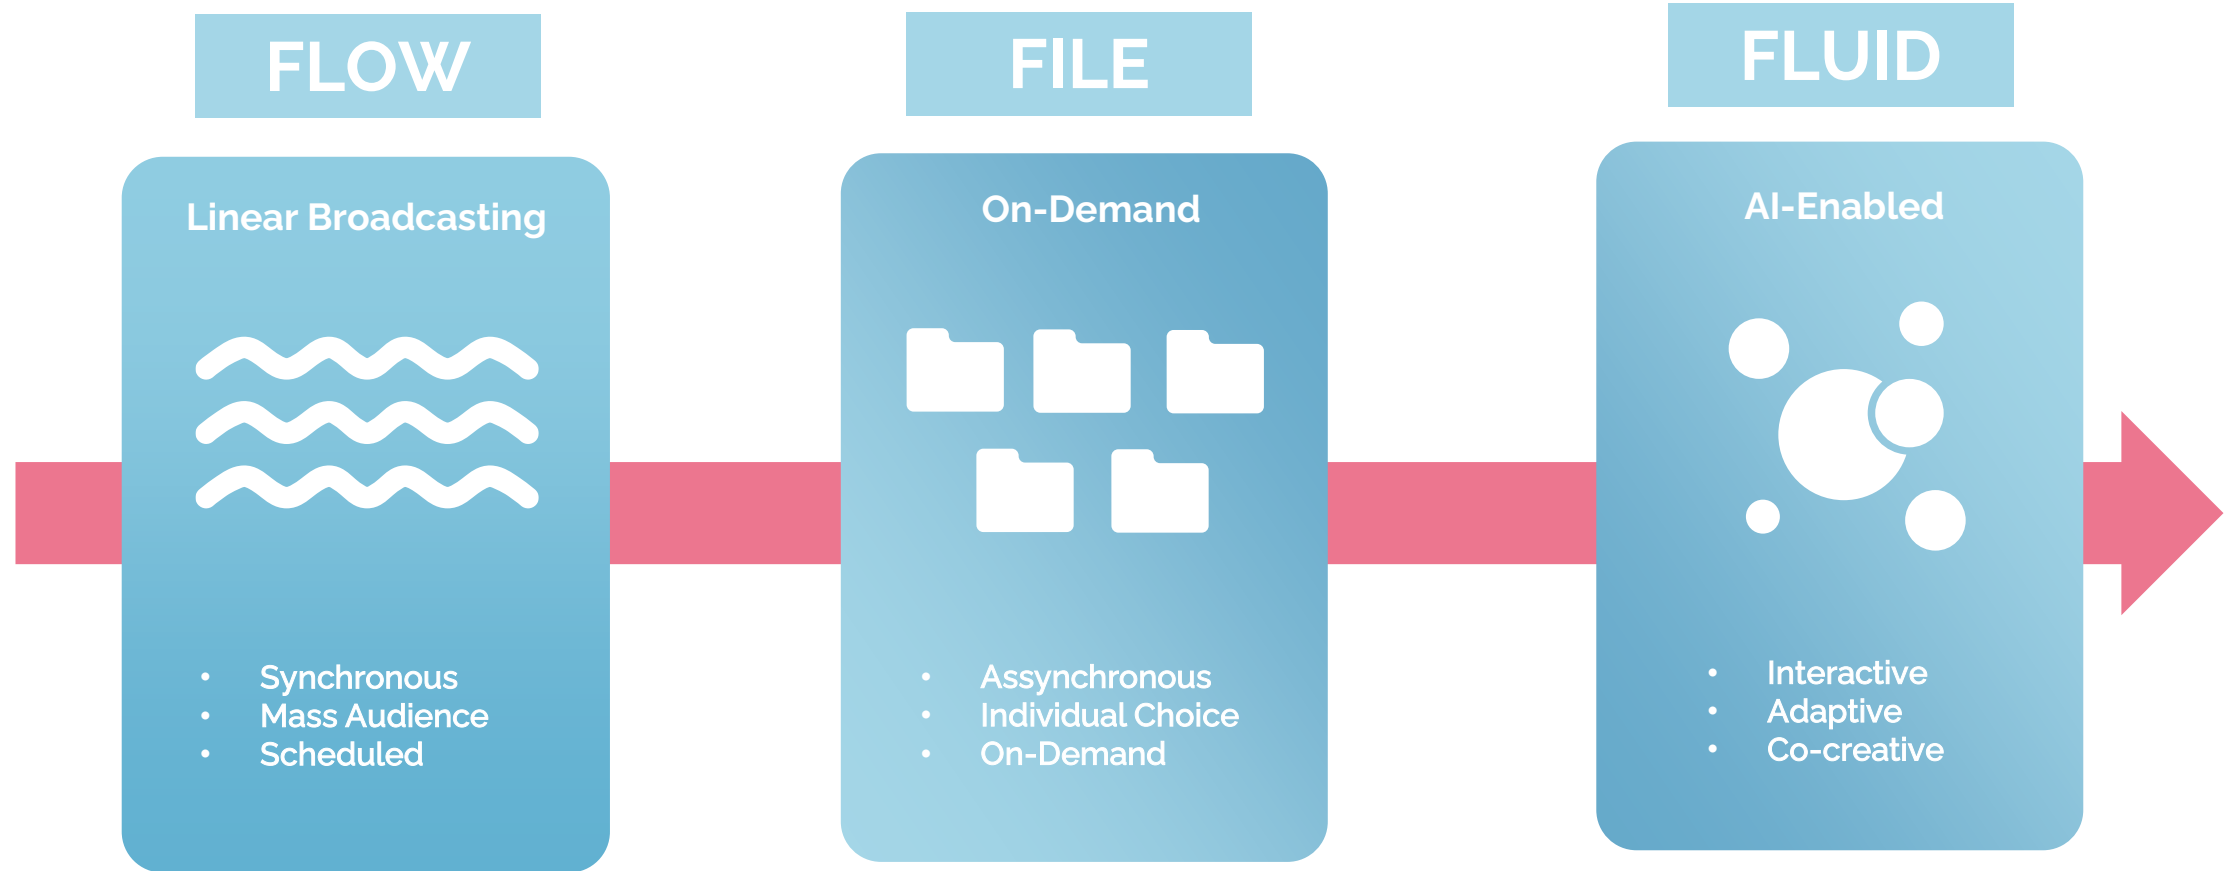 FLOW
Linear Broadcasting
• Synchronous
• Mass Audience
• Scheduled
FILE
On-Demand
• Assynchronous
• Individual Choice
• On-Demand
FLUID
AI-Enabled
• Interactive
• Adaptive
• Co-creative